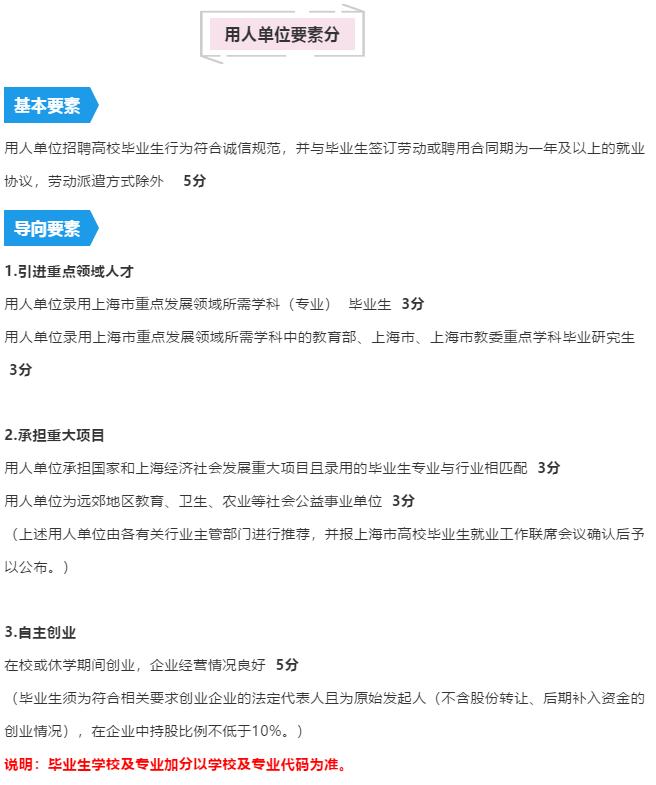 用人单位要素分
基本要素
用人单位招聘高校毕业生行为符合诚信规范，并与毕业生签订劳动或聘用合同期为一年及以上的就业
协议，劳动派遣方式除外 5分
导向要素
1.引进重点领域人才
用人单位录用上海市重点发展领域所需学科（专业） 毕业生 3分
用人单位录用上海市重点发展领域所需学科中的教育部、上海市、上海市教委重点学科毕业研究生
3分
2.承担重大项目
用人单位承担国家和上海经济社会发展重大项目且录用的毕业生专业与行业相匹配 3分
用人单位为远郊地区教育、卫生、农业等社会公益事业单位 3分
（上述用人单位由各有关行业主管部门进行推荐，并报上海市高校毕业生就业工作联席会议确认后予
以公布。）
3.自主创业
在校或休学期间创业，企业经营情况良好 5分
（毕业生须为符合相关要求创业企业的法定代表人且为原始发起人（不含股份转让、后期补入资金的
创业情况），在企业中持股比例不低于10%。）
说明：毕业生学校及专业加分以学校及专业代码为准。